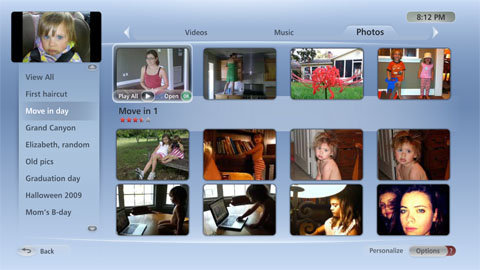 8:12 PM
Videos
Music
Photos
View All
First haircut
Move in day
Grand Canyon
Elizabeth, random
Old pics
Graduation day
Halloween 2009
Mom's B-day
Play All
Open OK
Move in 1
Back
Personalize
Options